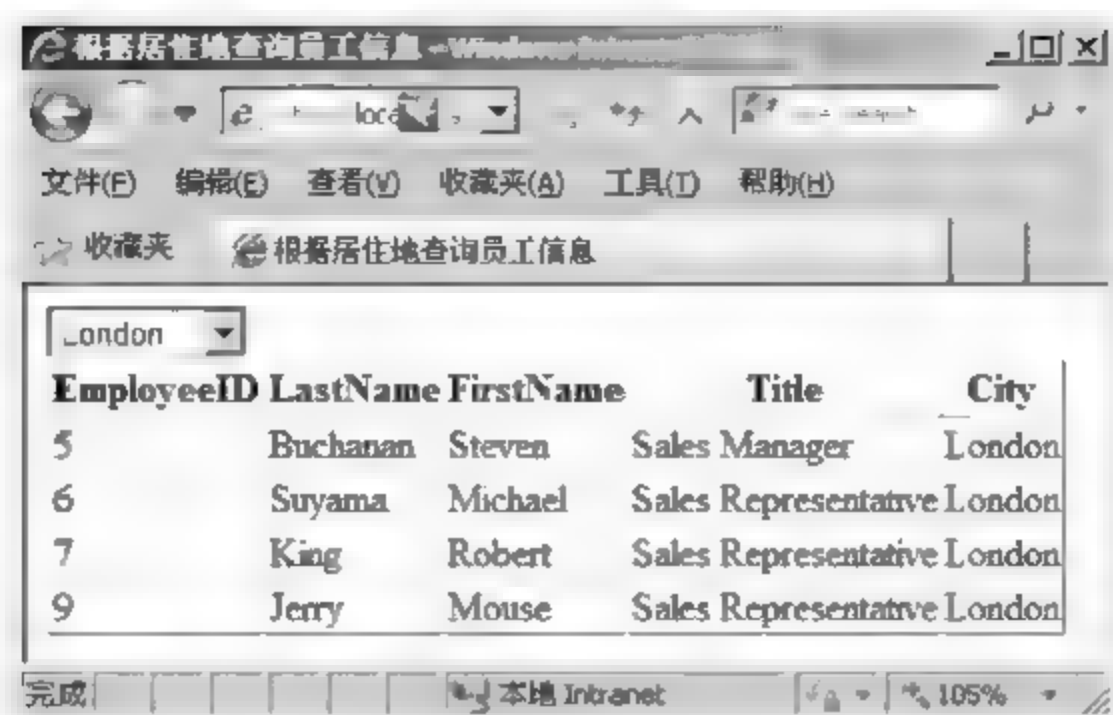 根据居住地查询员工信息 - Windows
loca
文件(F) 编辑(E) 查看(V) 收藏夹(A) 工具(T) 帮助(H)
收藏夹 根据居住地查询员工信息
London
EmployeeID LastName FirstName Title City
5 Buchanan Steven Sales Manager London
6 Suyama Michael Sales Representative London
7 King Robert Sales Representative London
9 Jerry Mouse Sales Representative London
完成 本地 Intranet 105%